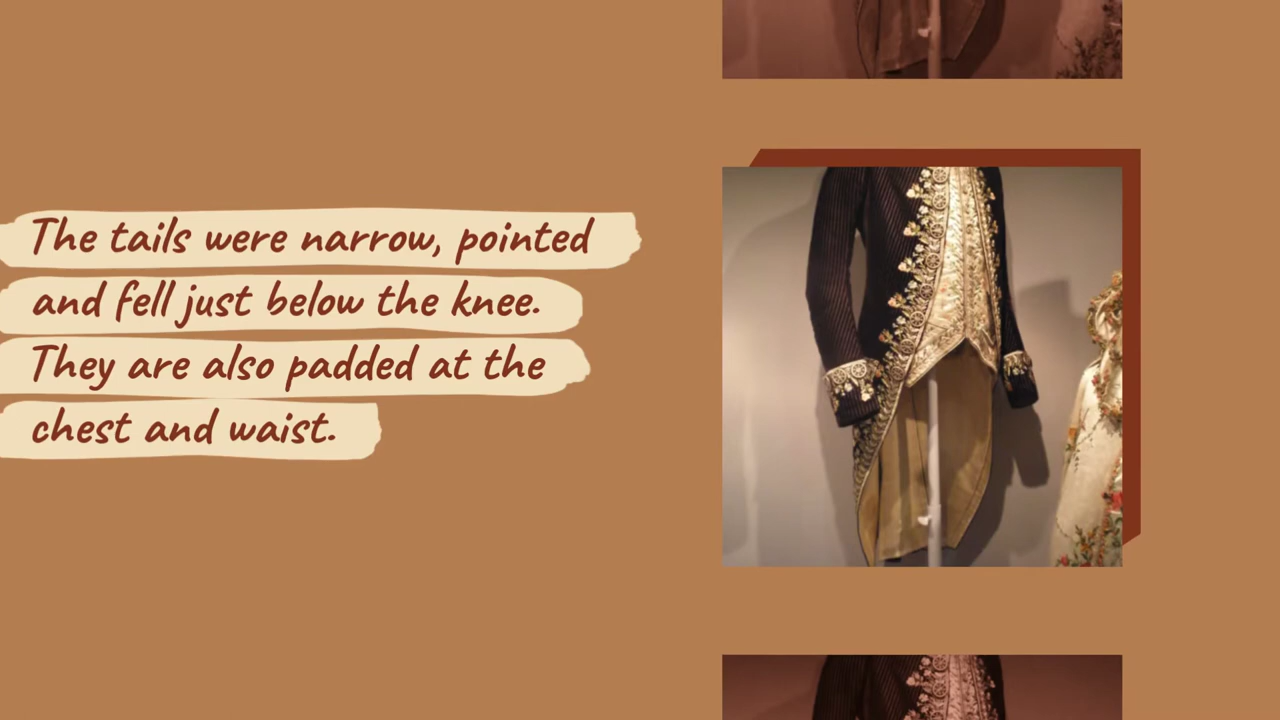 The tails were narrow, pointed
and fell just below the knee.
They are also padded at the
chest and waist.